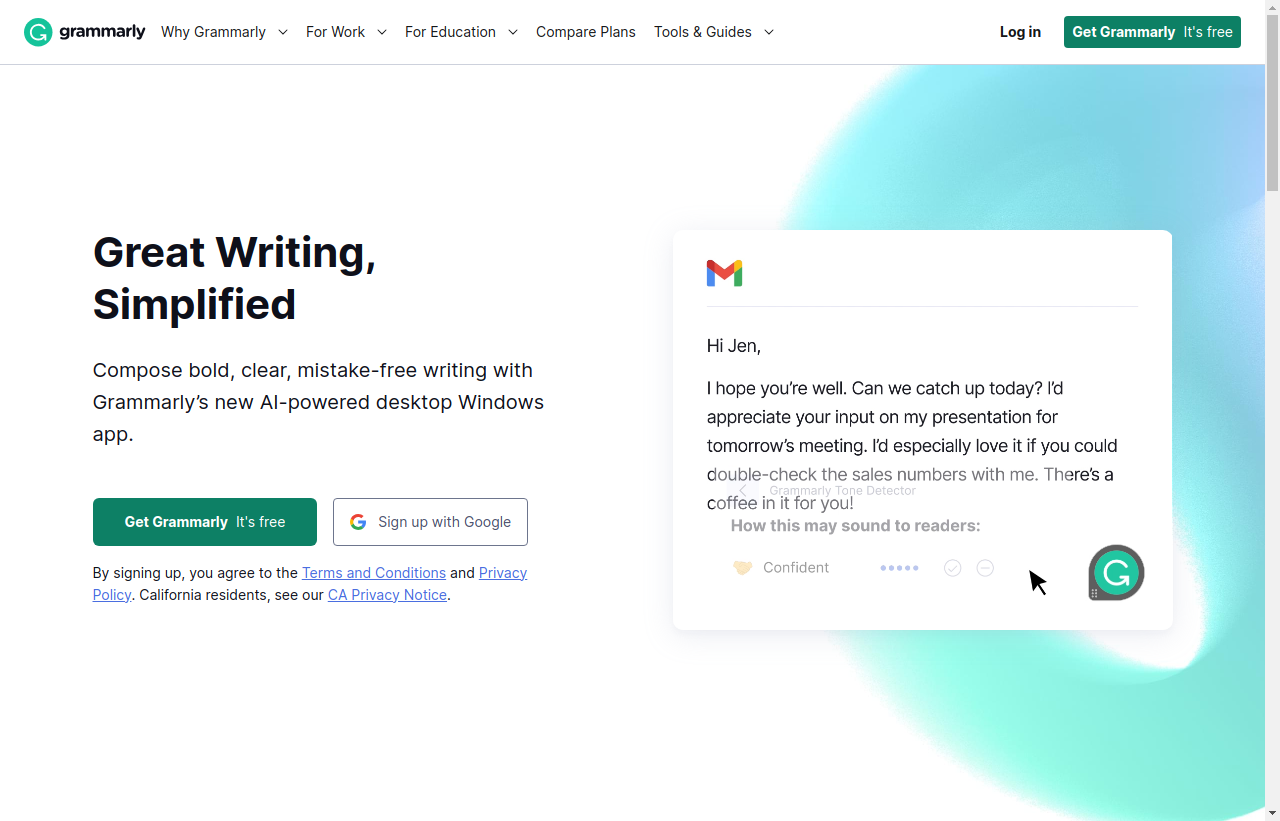 grammarly Why Grammarly For Work For Education Compare Plans Tools & Guides Log in Get Grammarly It's free
Great Writing,
Simplified
Compose bold, clear, mistake-free writing with
Grammarly’s new AI-powered desktop Windows
app.
Get Grammarly It's free Sign up with Google
By signing up, you agree to the Terms and Conditions and Privacy
Policy. California residents, see our CA Privacy Notice.
Hi Jen,
I hope you’re well. Can we catch up today? I’d
appreciate your input on my presentation for
tomorrow’s meeting. I’d especially love it if you could
double-check the sales numbers with me. There’s a
Grammarly Tone Detector
coffee in it for you!
How this may sound to readers:
Confident